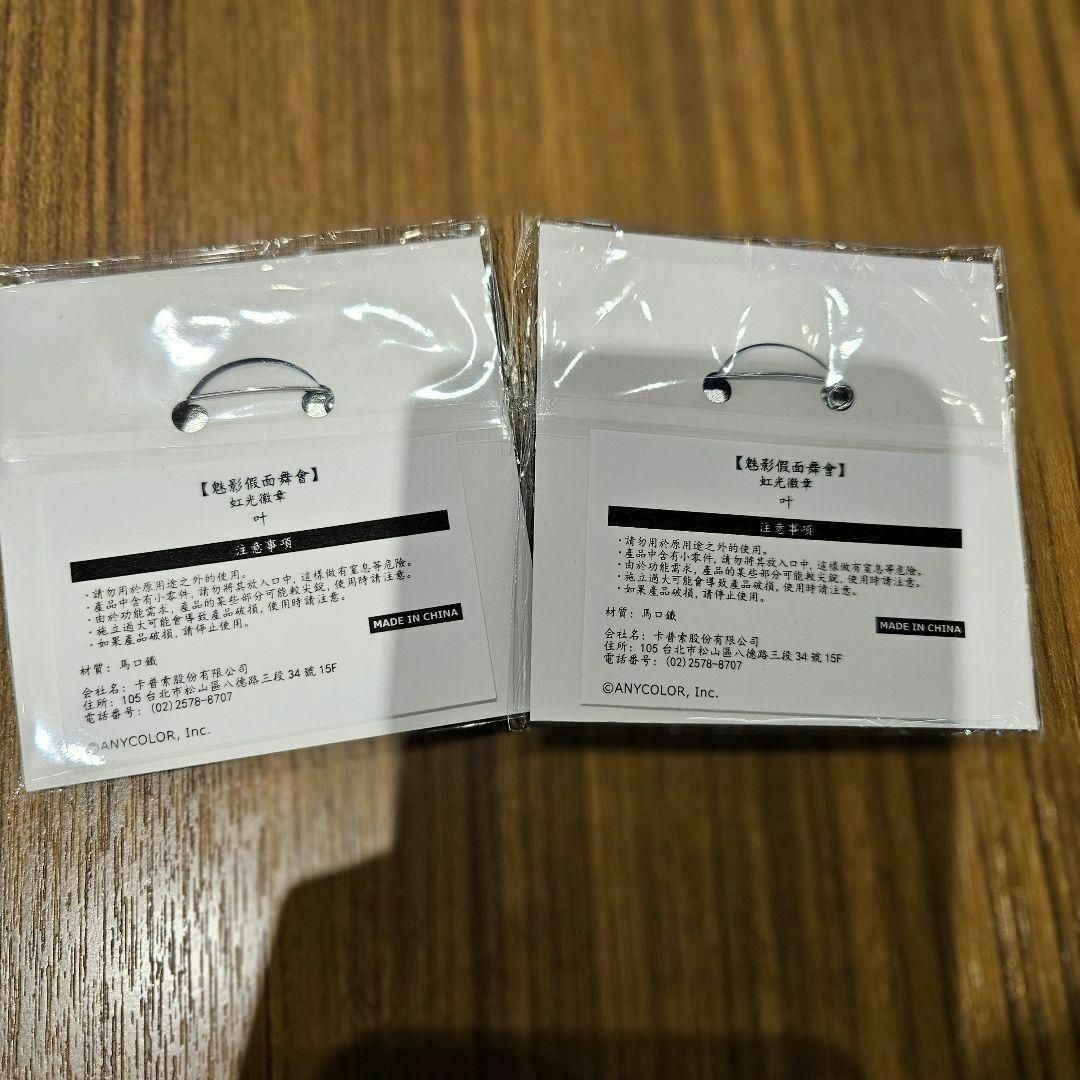 【魅影假面舞會】
虹光徽章
叶
注意事項
・請勿用於原用途之外的使用。
・產品中含有小零件, 請勿將其放入口中, 這樣做有窒息等危險。
・由於功能需求, 產品的某些部分可能較尖銳, 使用時請注意。
・施立過大可能會導致產品破損, 使用時請注意。
・如果產品破損, 請停止使用。
MADE IN CHINA
材質: 馬口鐵
会社名: 卡普索股份有限公司
住所: 105 台北市松山區八德路三段 34 號 15F
電話番号: (02)2578-8707
©ANYCOLOR, Inc.
【魅影假面舞會】
虹光徽章
叶
注意事項
・請勿用於原用途之外的使用。
・產品中含有小零件, 請勿將其放入口中, 這樣做有窒息等危險。
・由於功能需求, 產品的某些部分可能較尖銳, 使用時請注意。
・施立過大可能會導致產品破損, 使用時請注意。
・如果產品破損, 請停止使用。
MADE IN CHINA
材質: 馬口鐵
会社名: 卡普索股份有限公司
住所: 105 台北市松山區八德路三段 34 號 15F
電話番号: (02)2578-8707
©ANYCOLOR, Inc.